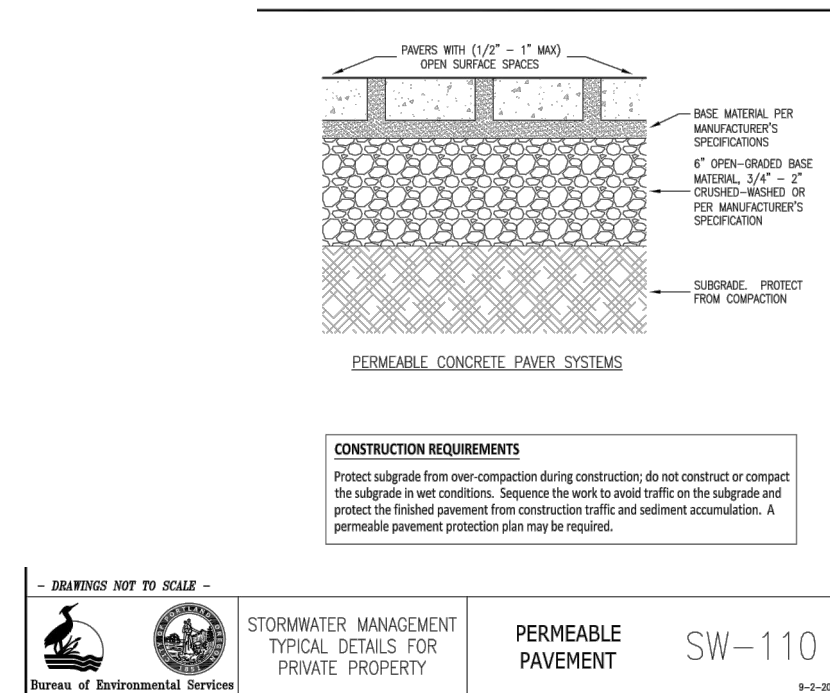 PAVERS WITH (1/2" - 1" MAX)
OPEN SURFACE SPACES
BASE MATERIAL PER
MANUFACTURER'S
SPECIFICATIONS
6" OPEN-GRADED BASE
MATERIAL, 3/4" - 2"
CRUSHED-WASHED OR
PER MANUFACTURER'S
SPECIFICATION
SUBGRADE. PROTECT
FROM COMPACTION
PERMEABLE CONCRETE PAVER SYSTEMS
CONSTRUCTION REQUIREMENTS
Protect subgrade from over-compaction during construction; do not construct or compact
the subgrade in wet conditions. Sequence the work to avoid traffic on the subgrade and
protect the finished pavement from construction traffic and sediment accumulation. A
permeable pavement protection plan may be required.
- DRAWINGS NOT TO SCALE -
Bureau of Environmental Services
STORMWATER MANAGEMENT
TYPICAL DETAILS FOR
PRIVATE PROPERTY
PERMEABLE
PAVEMENT
SW-110
9-2-20